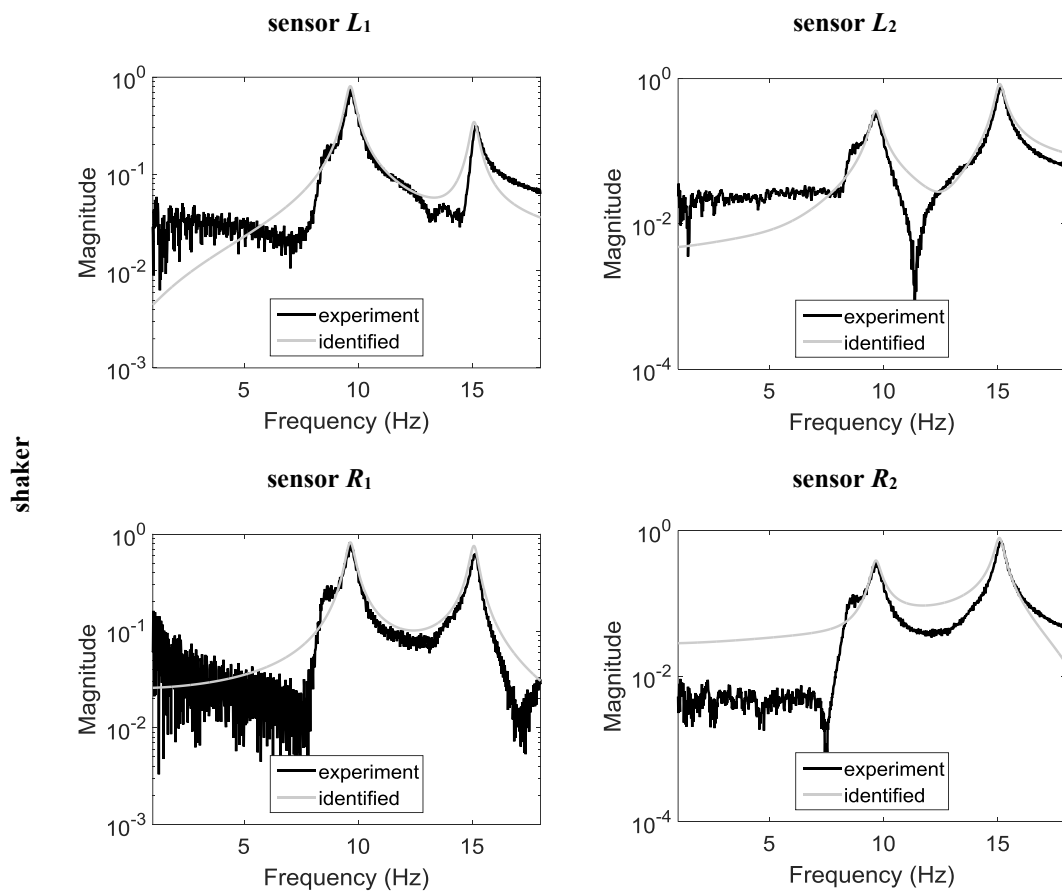 sensor L1
sensor L2
10^0
10^-1
10^-2
10^-3
Magnitude
experiment
identified
5
10
15
Frequency (Hz)
10^0
10^-2
10^-4
Magnitude
experiment
identified
5
10
15
Frequency (Hz)
shaker
sensor R1
sensor R2
10^0
10^-1
10^-2
10^-3
Magnitude
experiment
identified
5
10
15
Frequency (Hz)
10^0
10^-2
10^-4
Magnitude
experiment
identified
5
10
15
Frequency (Hz)